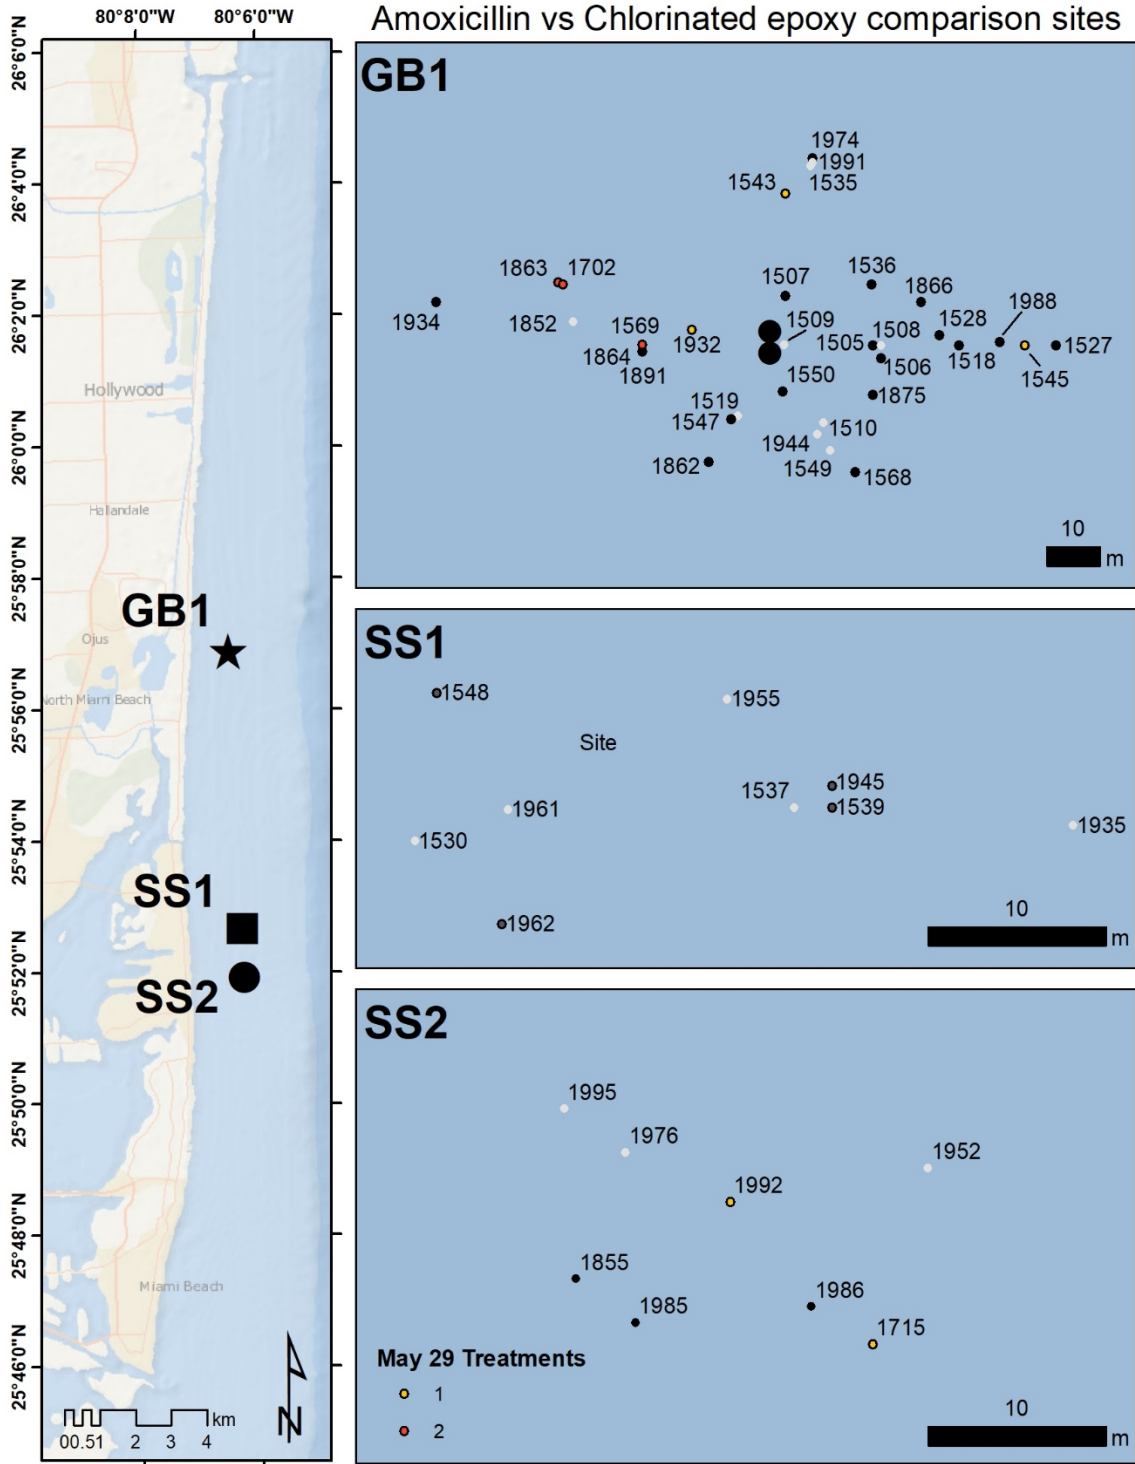 Amoxicillin vs Chlorinated epoxy comparison sites
80°8'0"W 80°6'0"W
26°6'0"N
26°4'0"N
26°2'0"N
26°0'0"N
25°58'0"N
25°56'0"N
25°54'0"N
25°52'0"N
25°50'0"N
25°48'0"N
25°46'0"N
Hollywood
Hallandale
GB1
Ojus
North Miami Beach
SS1
SS2
Miami Beach
km
00.51 2 3 4
N
GB1
1974
1991
1543 1535
1863 1702
1507
1536
1866
1934
1852
1569
1932
1509
1508
1528
1988
1864
1505
1518
1527
1891
1506
1545
1550
1519
1875
1547
1510
1944
1862
1549
1568
10
m
SS1
1548
1955
Site
1945
1537
1539
1961
1935
1530
1962
10
m
SS2
1995
1976
1952
1992
1855
1985
1986
1715
May 29 Treatments
1
2
10
m